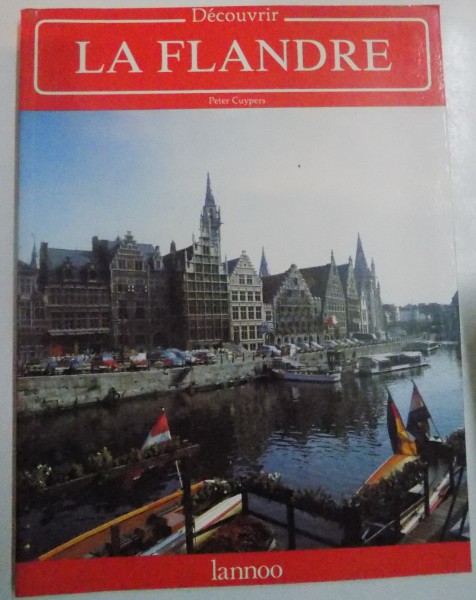 Découvrir
LA FLANDRE
Peter Cuypers
lannoo